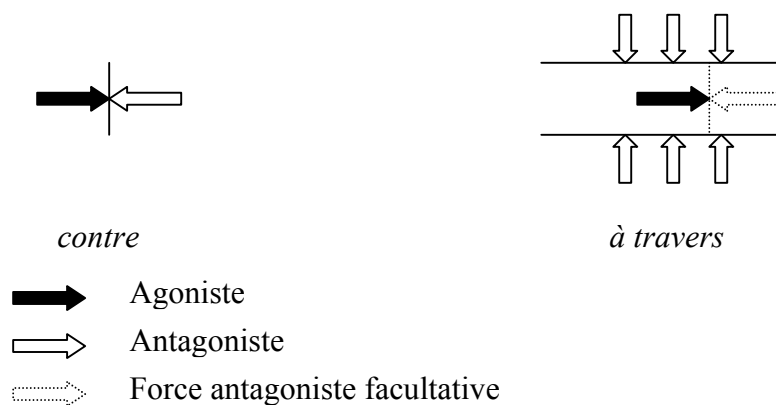 contre
à travers
Agoniste
Antagoniste
Force antagoniste facultative